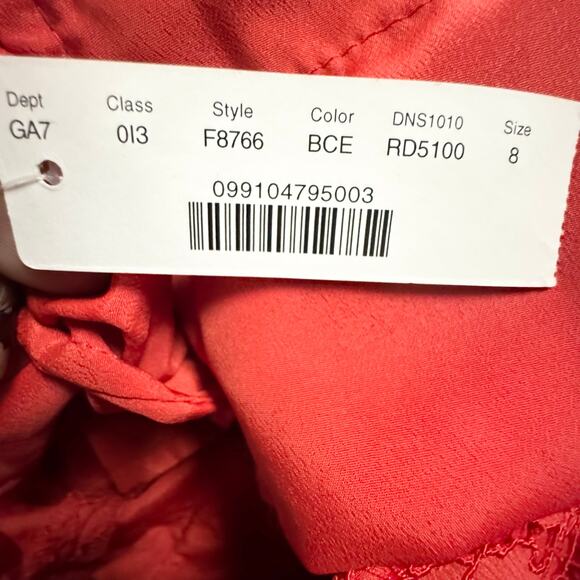 Dept Class Style Color DNS1010 Size
GA7 013 F8766 BCE RD5100 8
099104795003